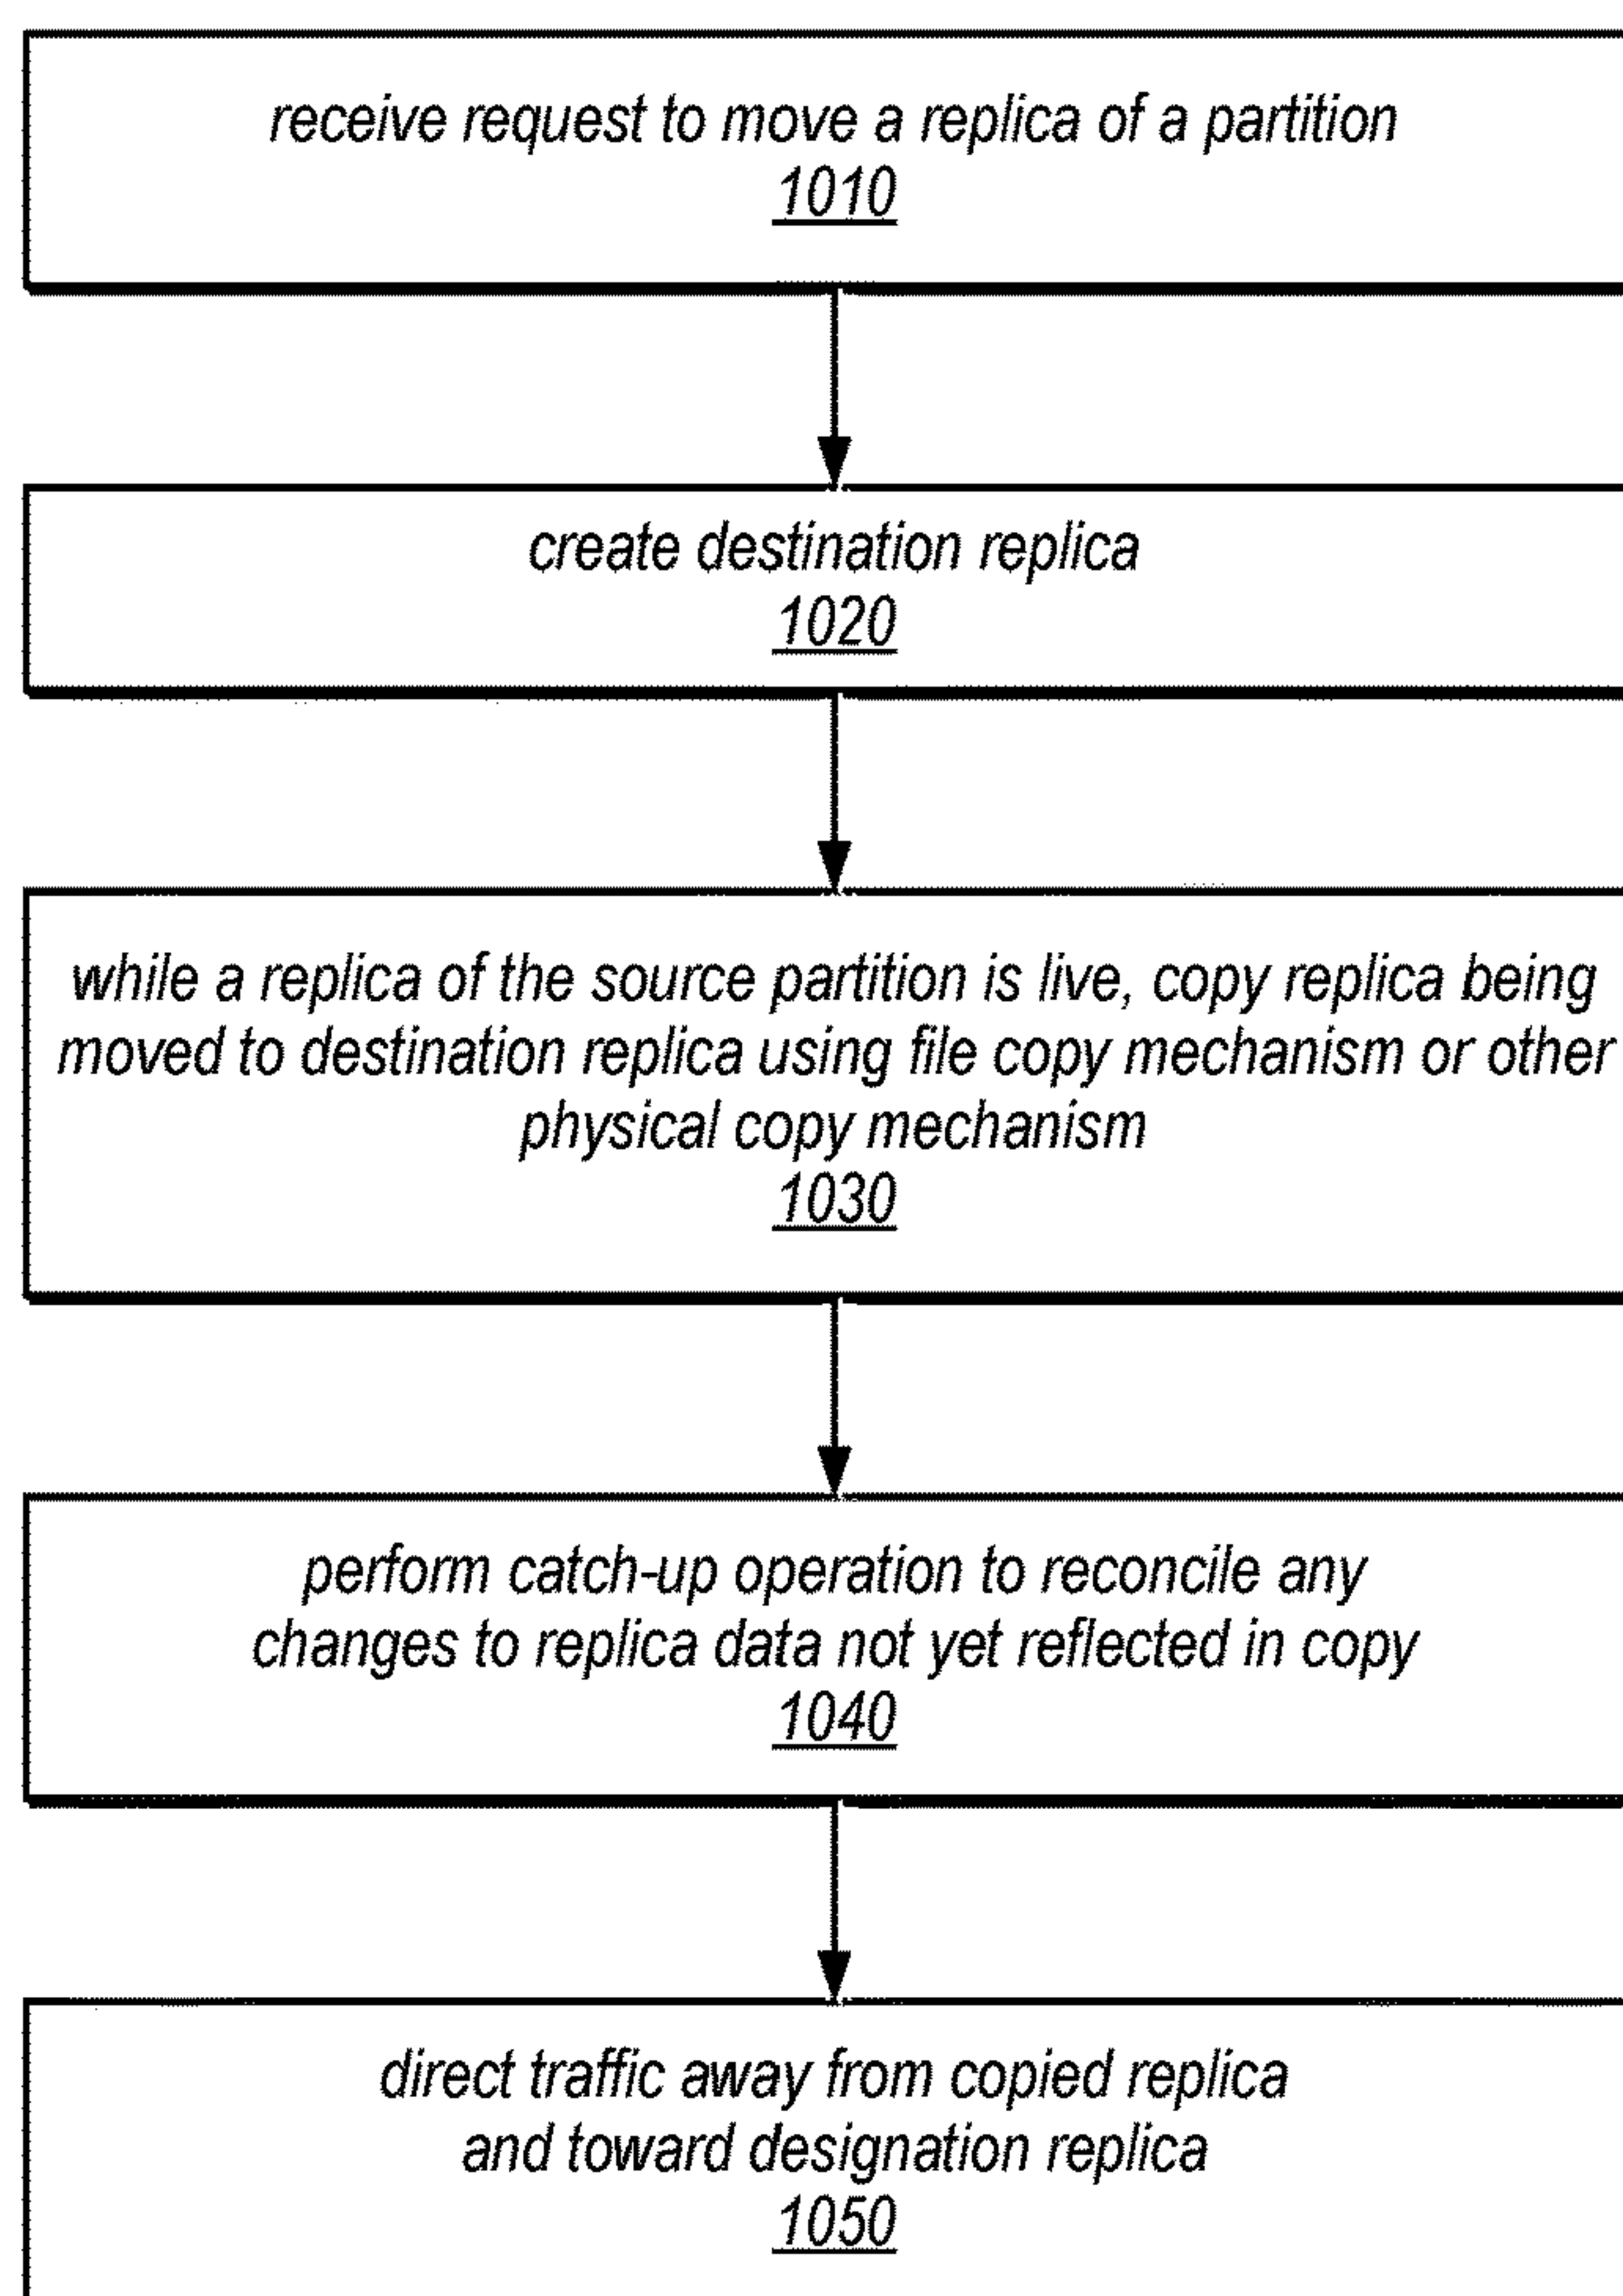 receive request to move a replica of a partition
1010
create destination replica
1020
while a replica of the source partition is live, copy replica being
moved to destination replica using file copy mechanism or other
physical copy mechanism
1030
perform catch-up operation to reconcile any
changes to replica data not yet reflected in copy
1040
direct traffic away from copied replica
and toward designation replica
1050